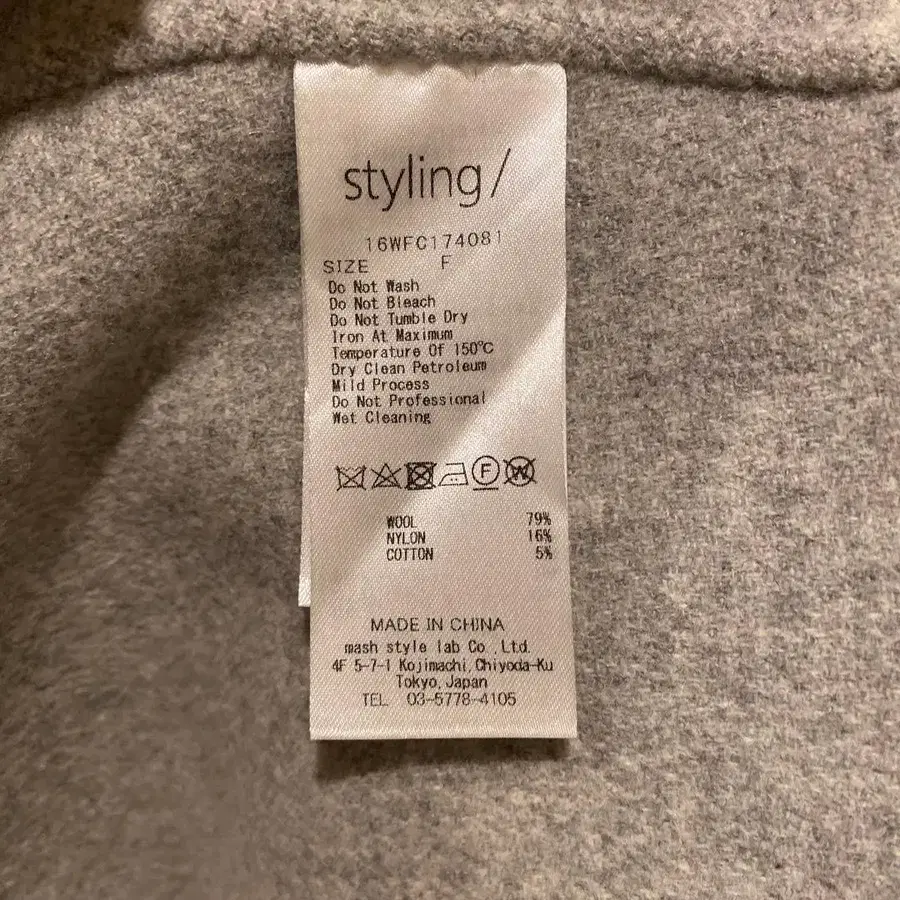 styling/
16WFC174081
SIZE F
Do Not Wash
Do Not Bleach
Do Not Tumble Dry
Iron At Maximum
Temperature Of 150℃
Dry Clean Petroleum
Mild Process
Do Not Professional
Wet Cleaning
F W
WOOL 79%
NYLON 16%
COTTON 5%
MADE IN CHINA
mash style lab Co.,Ltd.
4F 5-7-1 Kojimachi,Chiyoda-Ku
Tokyo,Japan
TEL 03-5778-4105